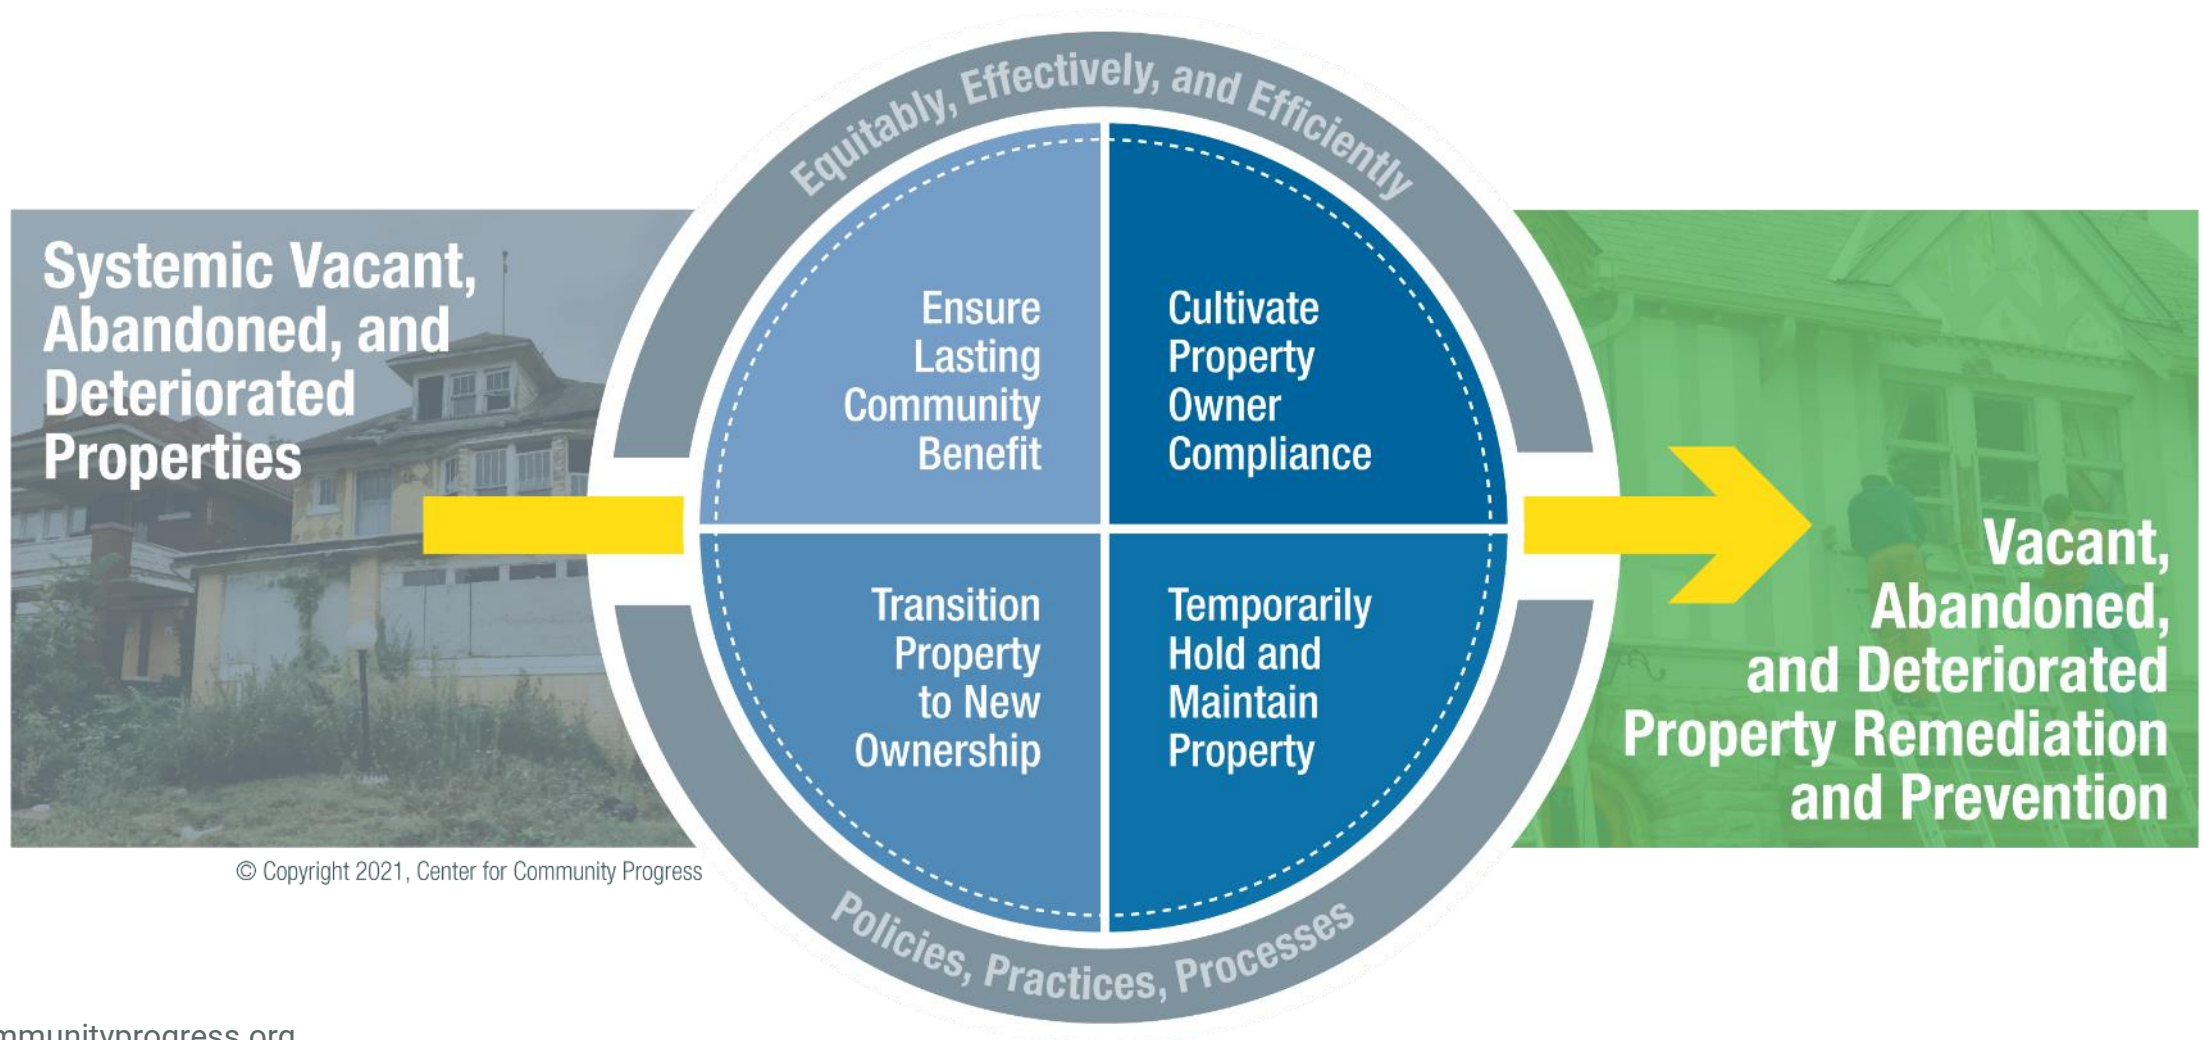 Equitably, Effectively, and Efficiently
Systemic Vacant,
Abandoned, and
Deteriorated
Properties
Ensure
Lasting
Community
Benefit
Cultivate
Property
Owner
Compliance
Transition
Property
to New
Ownership
Temporarily
Hold and
Maintain
Property
Vacant,
Abandoned,
and Deteriorated
Property Remediation
and Prevention
© Copyright 2021, Center for Community Progress
Policies, Practices, Processes
mmunityprogress.org